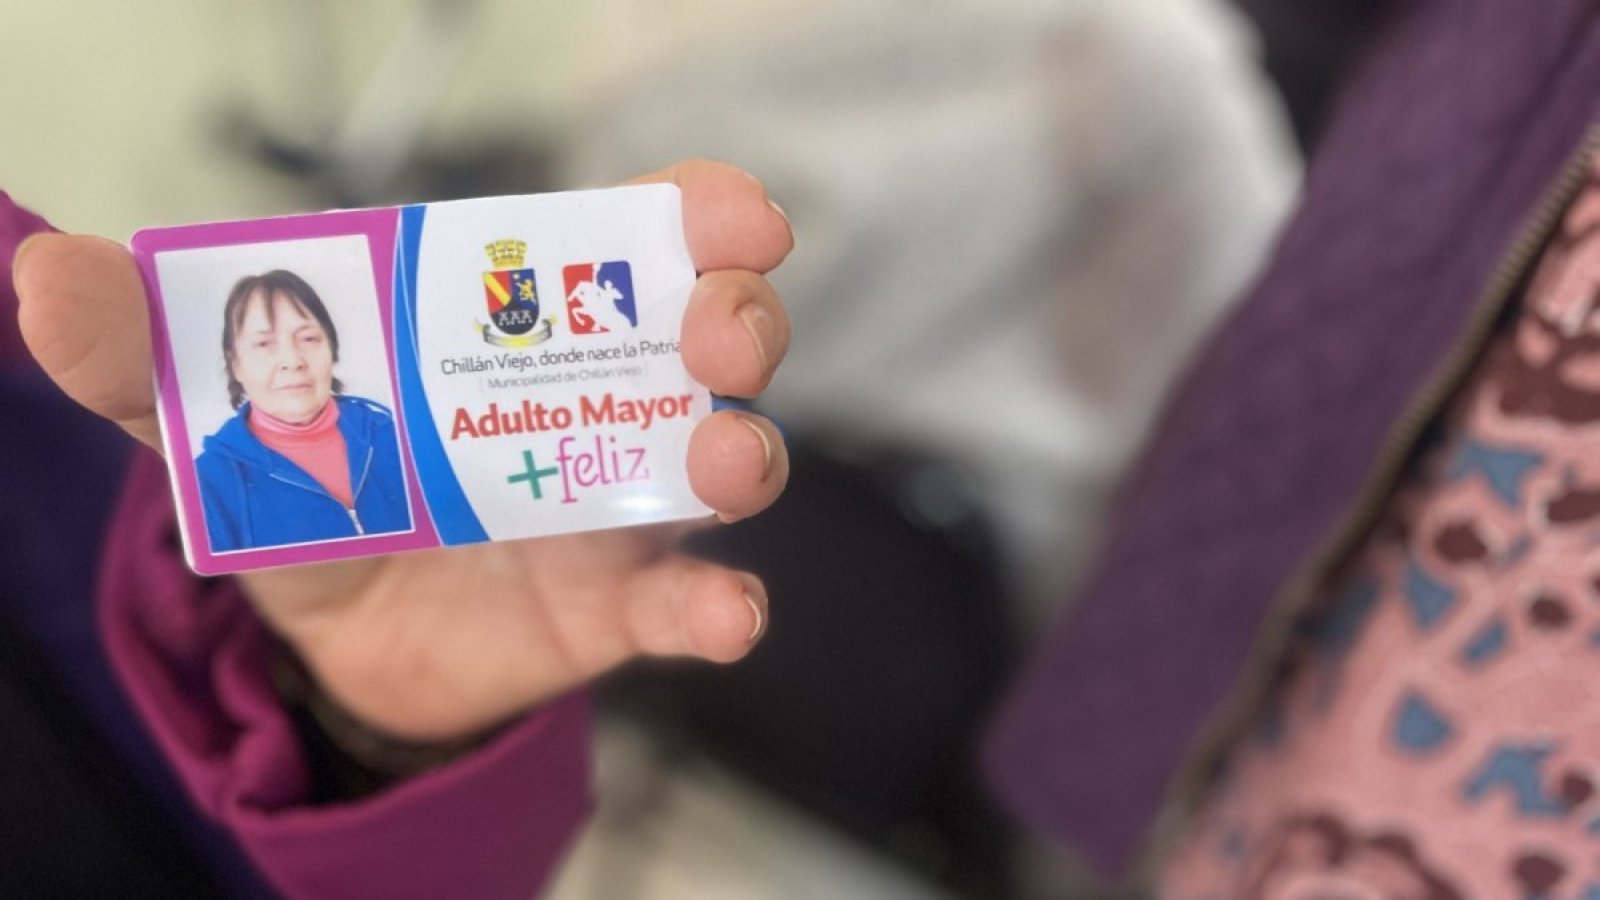 Chillán Viejo, donde nace la Patria
[Municipalidad de Chillán Viejo]
Adulto Mayor
+feliz